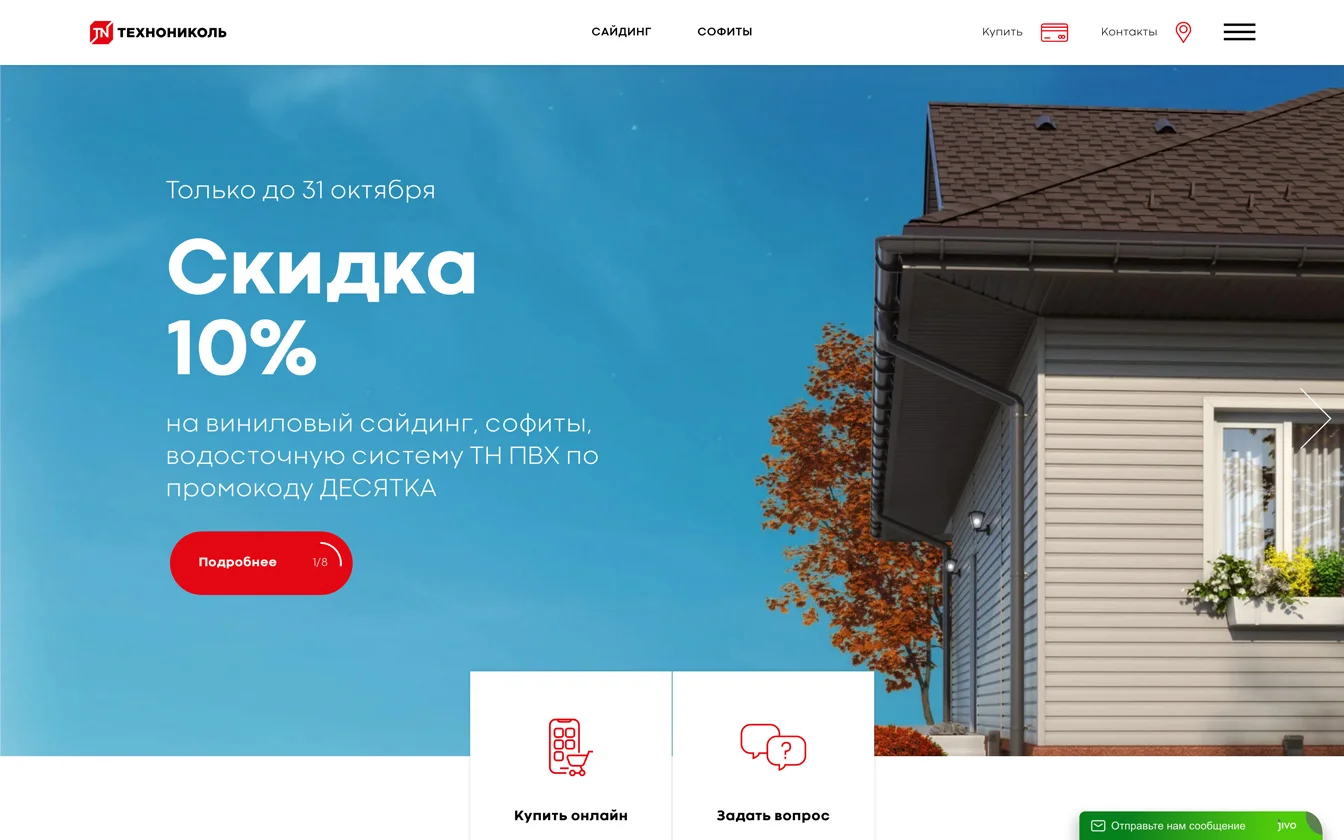 TN ТЕХНОНИКОЛЬ
САЙДИНГ
СОФИТЫ
Купить
Контакты
Только до 31 октября
Скидка
10%
на виниловый сайдинг, софиты,
водосточную систему ТН ПВХ по
промокоду ДЕСЯТКА
Подробнее
1/8
Купить онлайн
Задать вопрос
Отправьте нам сообщение
jivo